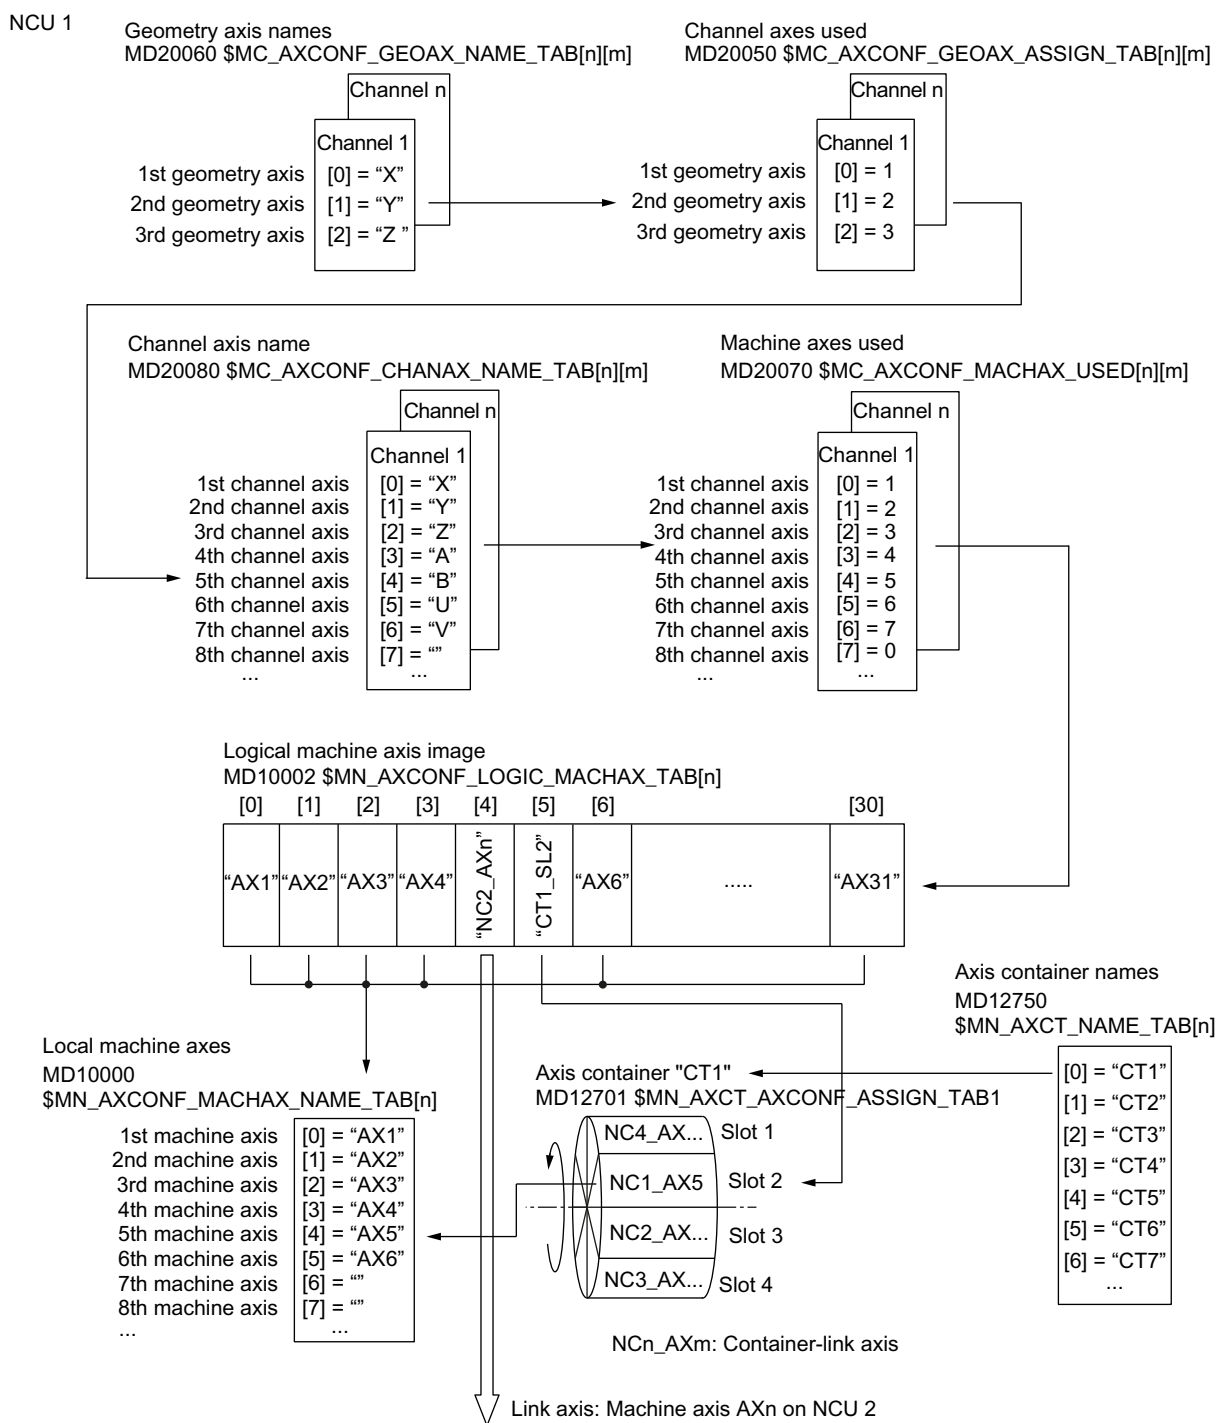 NCU 1
Geometry axis names
MD20060 $MC_AXCONF_GEOAX_NAME_TAB[n][m]
Channel n
Channel 1
1st geometry axis [0] = “X”
2nd geometry axis [1] = “Y”
3rd geometry axis [2] = “Z ”
Channel axes used
MD20050 $MC_AXCONF_GEOAX_ASSIGN_TAB[n][m]
Channel n
Channel 1
1st geometry axis [0] = 1
2nd geometry axis [1] = 2
3rd geometry axis [2] = 3
Channel axis name
MD20080 $MC_AXCONF_CHANAX_NAME_TAB[n][m]
Channel n
Channel 1
1st channel axis [0] = “X”
2nd channel axis [1] = “Y”
3rd channel axis [2] = “Z”
4th channel axis [3] = “A”
5th channel axis [4] = “B”
6th channel axis [5] = “U”
7th channel axis [6] = “V”
8th channel axis [7] = “”
... ...
Machine axes used
MD20070 $MC_AXCONF_MACHAX_USED[n][m]
Channel n
Channel 1
1st channel axis [0] = 1
2nd channel axis [1] = 2
3rd channel axis [2] = 3
4th channel axis [3] = 4
5th channel axis [4] = 5
6th channel axis [5] = 6
7th channel axis [6] = 7
8th channel axis [7] = 0
... ...
Logical machine axis image
MD10002 $MN_AXCONF_LOGIC_MACHAX_TAB[n]
[0] [1] [2] [3] [4] [5] [6] [30]
“AX1” “AX2” “AX3” “AX4” “NC2_AXn” “CT1_SL2” “AX6” ..... “AX31”
Axis container names
MD12750
$MN_AXCT_NAME_TAB[n]
[0] = “CT1”
[1] = “CT2”
[2] = “CT3”
[3] = “CT4”
[4] = “CT5”
[5] = “CT6”
[6] = “CT7”
...
Local machine axes
MD10000
$MN_AXCONF_MACHAX_NAME_TAB[n]
1st machine axis [0] = “AX1”
2nd machine axis [1] = “AX2”
3rd machine axis [2] = “AX3”
4th machine axis [3] = “AX4”
5th machine axis [4] = “AX5”
6th machine axis [5] = “AX6”
7th machine axis [6] = “”
8th machine axis [7] = “”
... ...
Axis container "CT1"
MD12701 $MN_AXCT_AXCONF_ASSIGN_TAB1
NC4_AX... Slot 1
NC1_AX5 Slot 2
NC2_AX... Slot 3
NC3_AX... Slot 4
NCn_AXm: Container-link axis
Link axis: Machine axis AXn on NCU 2